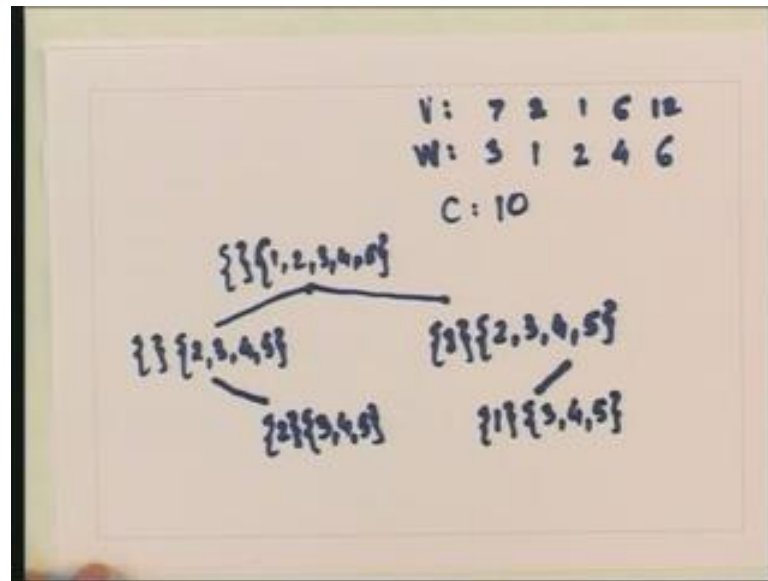 V: 7 2 1 6 12
W: 3 1 2 4 6
C: 10
{}{1,2,3,4,5}
{}{2,3,4,5}
{1}{2,3,4,5}
{2}{3,4,5}
{1}{3,4,5}